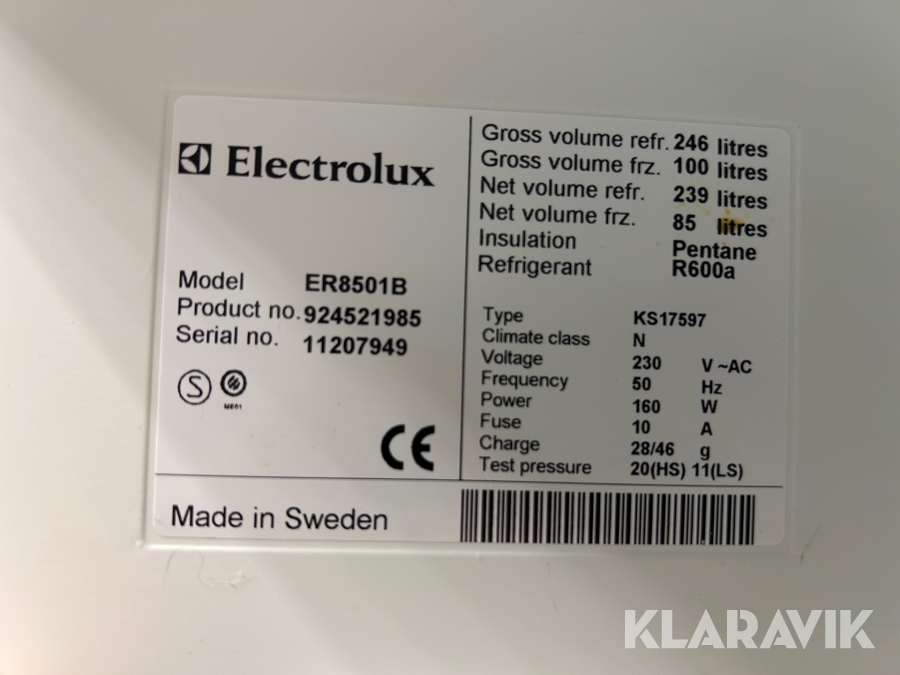 Electrolux
Model ER8501B
Product no. 924521985
Serial no. 11207949
S
CE
Gross volume refr. 246 litres
Gross volume frz. 100 litres
Net volume refr. 239 litres
Net volume frz. 85 litres
Insulation Pentane
Refrigerant R600a
Type KS17597
Climate class N
Voltage 230 V ~AC
Frequency 50 Hz
Power 160 W
Fuse 10 A
Charge 28/46 g
Test pressure 20(HS) 11(LS)
Made in Sweden
KLARAVIK